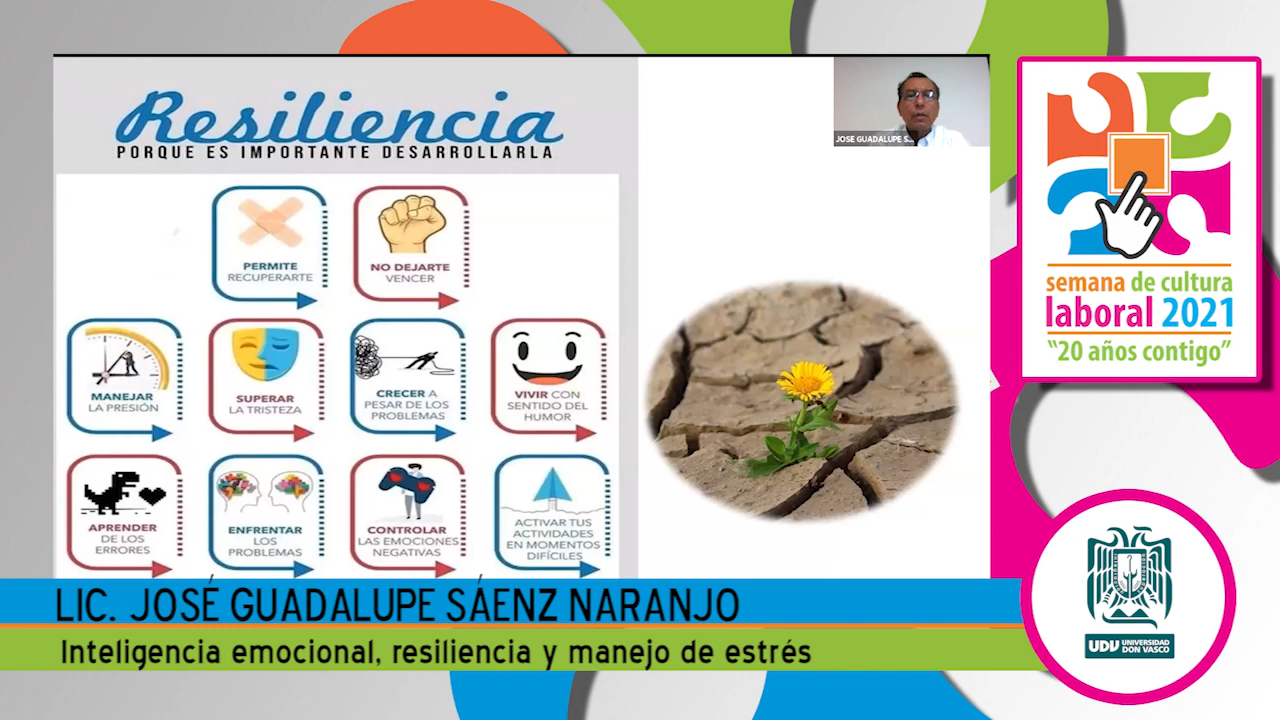 Resiliencia
PORQUE ES IMPORTANTE DESARROLLARLA
PERMITE
RECUPERARTE
NO DEJARTE
VENCER
MANEJAR
LA PRESIÓN
SUPERAR
LA TRISTEZA
CRECER A
PESAR DE LOS
PROBLEMAS
VIVIR CON
SENTIDO DEL
HUMOR
APRENDER
DE LOS
ERRORES
ENFRENTAR
LOS
PROBLEMAS
CONTROLAR
LAS EMOCIONES
NEGATIVAS
ACTIVAR TUS
ACTIVIDADES
EN MOMENTOS
DIFÍCILES
JOSE GUADALUPE S...
semana de cultura
laboral 2021
"20 años contigo"
UDV UNIVERSIDAD
DON VASCO
LIC. JOSÉ GUADALUPE SÁENZ NARANJO
Inteligencia emocional, resiliencia y manejo de estrés